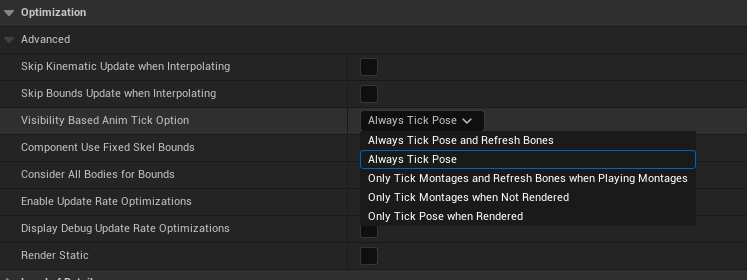 Optimization
Advanced
Skip Kinematic Update when Interpolating
Skip Bounds Update when Interpolating
Visibility Based Anim Tick Option
Always Tick Pose
Always Tick Pose and Refresh Bones
Component Use Fixed Skel Bounds
Always Tick Pose
Consider All Bodies for Bounds
Only Tick Montages and Refresh Bones when Playing Montages
Enable Update Rate Optimizations
Only Tick Montages when Not Rendered
Only Tick Pose when Rendered
Display Debug Update Rate Optimizations
Render Static